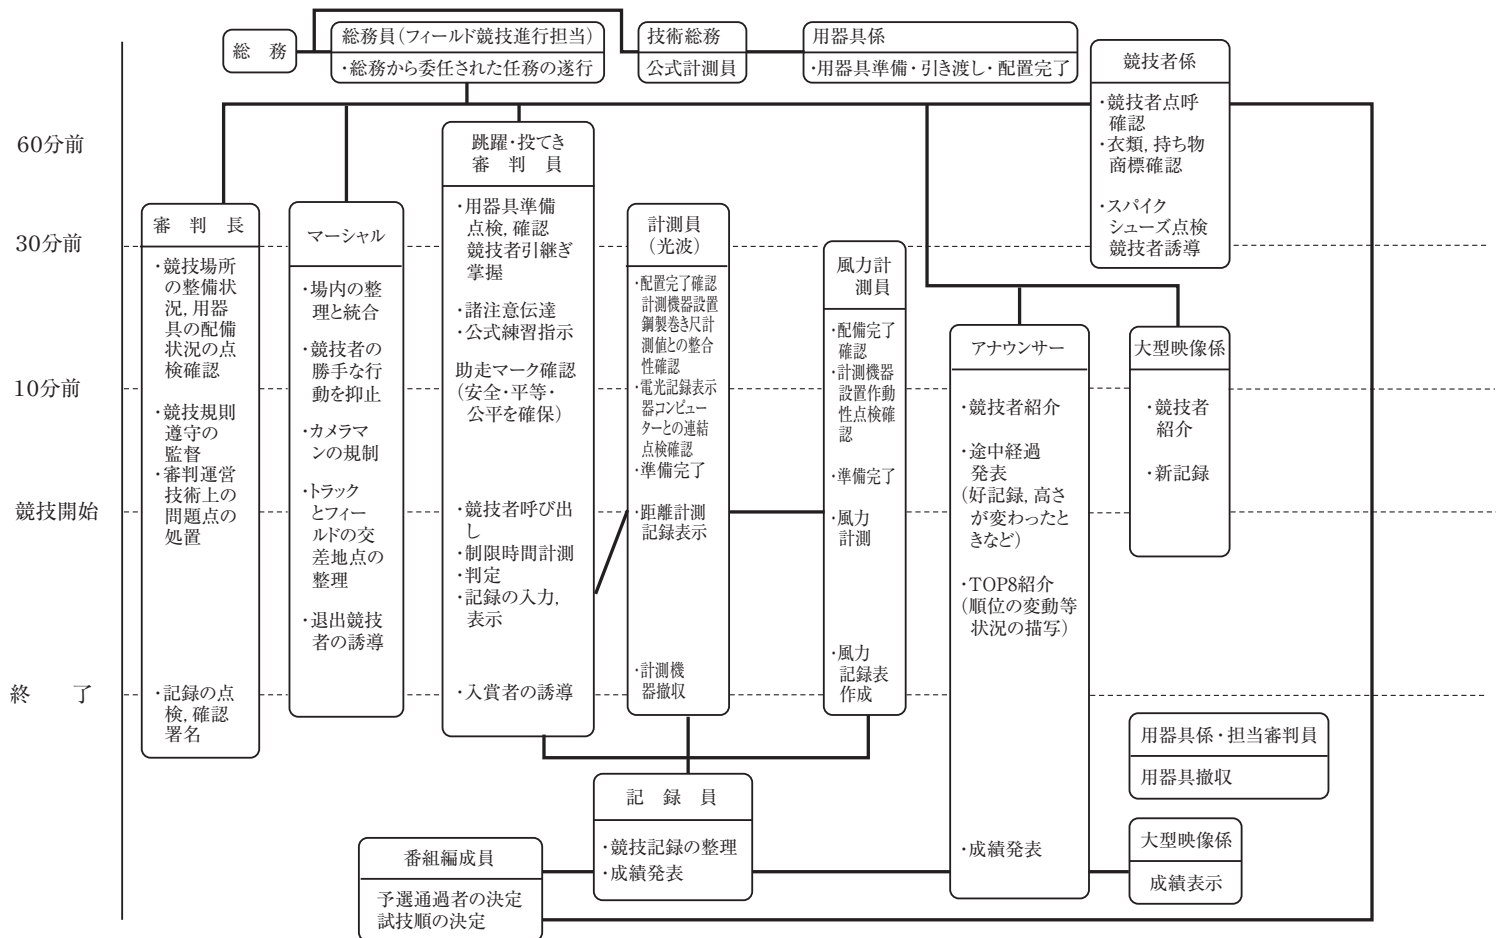 総　務
総務員（フィールド競技進行担当）
・総務から委任された任務の遂行
技術総務
公式計測員
用器具係
・用器具準備・引き渡し・配置完了
競技者係
・競技者点呼
確認
・衣類，持ち物
商標確認
・スパイク
シューズ点検
競技者誘導
60分前
30分前
10分前
競技開始
終　　了
審　判　長
・競技場所
の整備状
況，用器
具の配備
状況の点
検確認
・競技規則
遵守の
監督
・審判運営
技術上の
問題点の
処置
・記録の点
検，確認
署名
マーシャル
・場内の整
理と統合
・競技者の
勝手な行
動を抑止
・カメラマ
ンの規制
・トラック
とフィー
ルドの交
差地点の
整理
・退出競技
者の誘導
跳躍・投てき
審　判　員
・用器具準備
点検，確認
競技者引継ぎ
掌握
・諸注意伝達
・公式練習指示
助走マーク確認
（安全・平等・
公平を確保）
・競技者呼び出
し
・制限時間計測
・判定
・記録の入力，
表示
・入賞者の誘導
計測員
（光波）
・配置完了確認
計測機器設置
鋼製巻き尺計
測値との整合
性確認
・電光記録表示
器コンピュー
ターとの連結
点検確認
・準備完了
・距離計測
記録表示
・計測機
器撤収
風力計
測員
・配備完了
確認
・計測機器
設置作動
性点検確
認
・準備完了
・風力
計測
・風力
記録表
作成
アナウンサー
・競技者紹介
・途中経過
発表
（好記録，高さ
が変わったと
きなど）
・TOP8紹介
（順位の変動等
状況の描写）
・成績発表
大型映像係
・競技者
紹介
・新記録
用器具係・担当審判員
用器具撤収
記　録　員
・競技記録の整理
・成績発表
大型映像係
成績表示
番組編成員
予選通過者の決定
試技順の決定